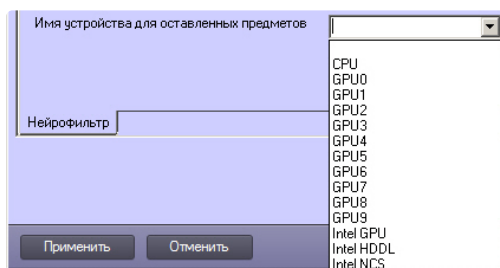 Имя устройства для оставленных предметов
CPU
GPU0
GPU1
GPU2
GPU3
GPU4
GPU5
GPU6
GPU7
GPU8
GPU9
Intel GPU
Intel HDDL
Intel NCS
Нейрофильтр
Применить
Отменить